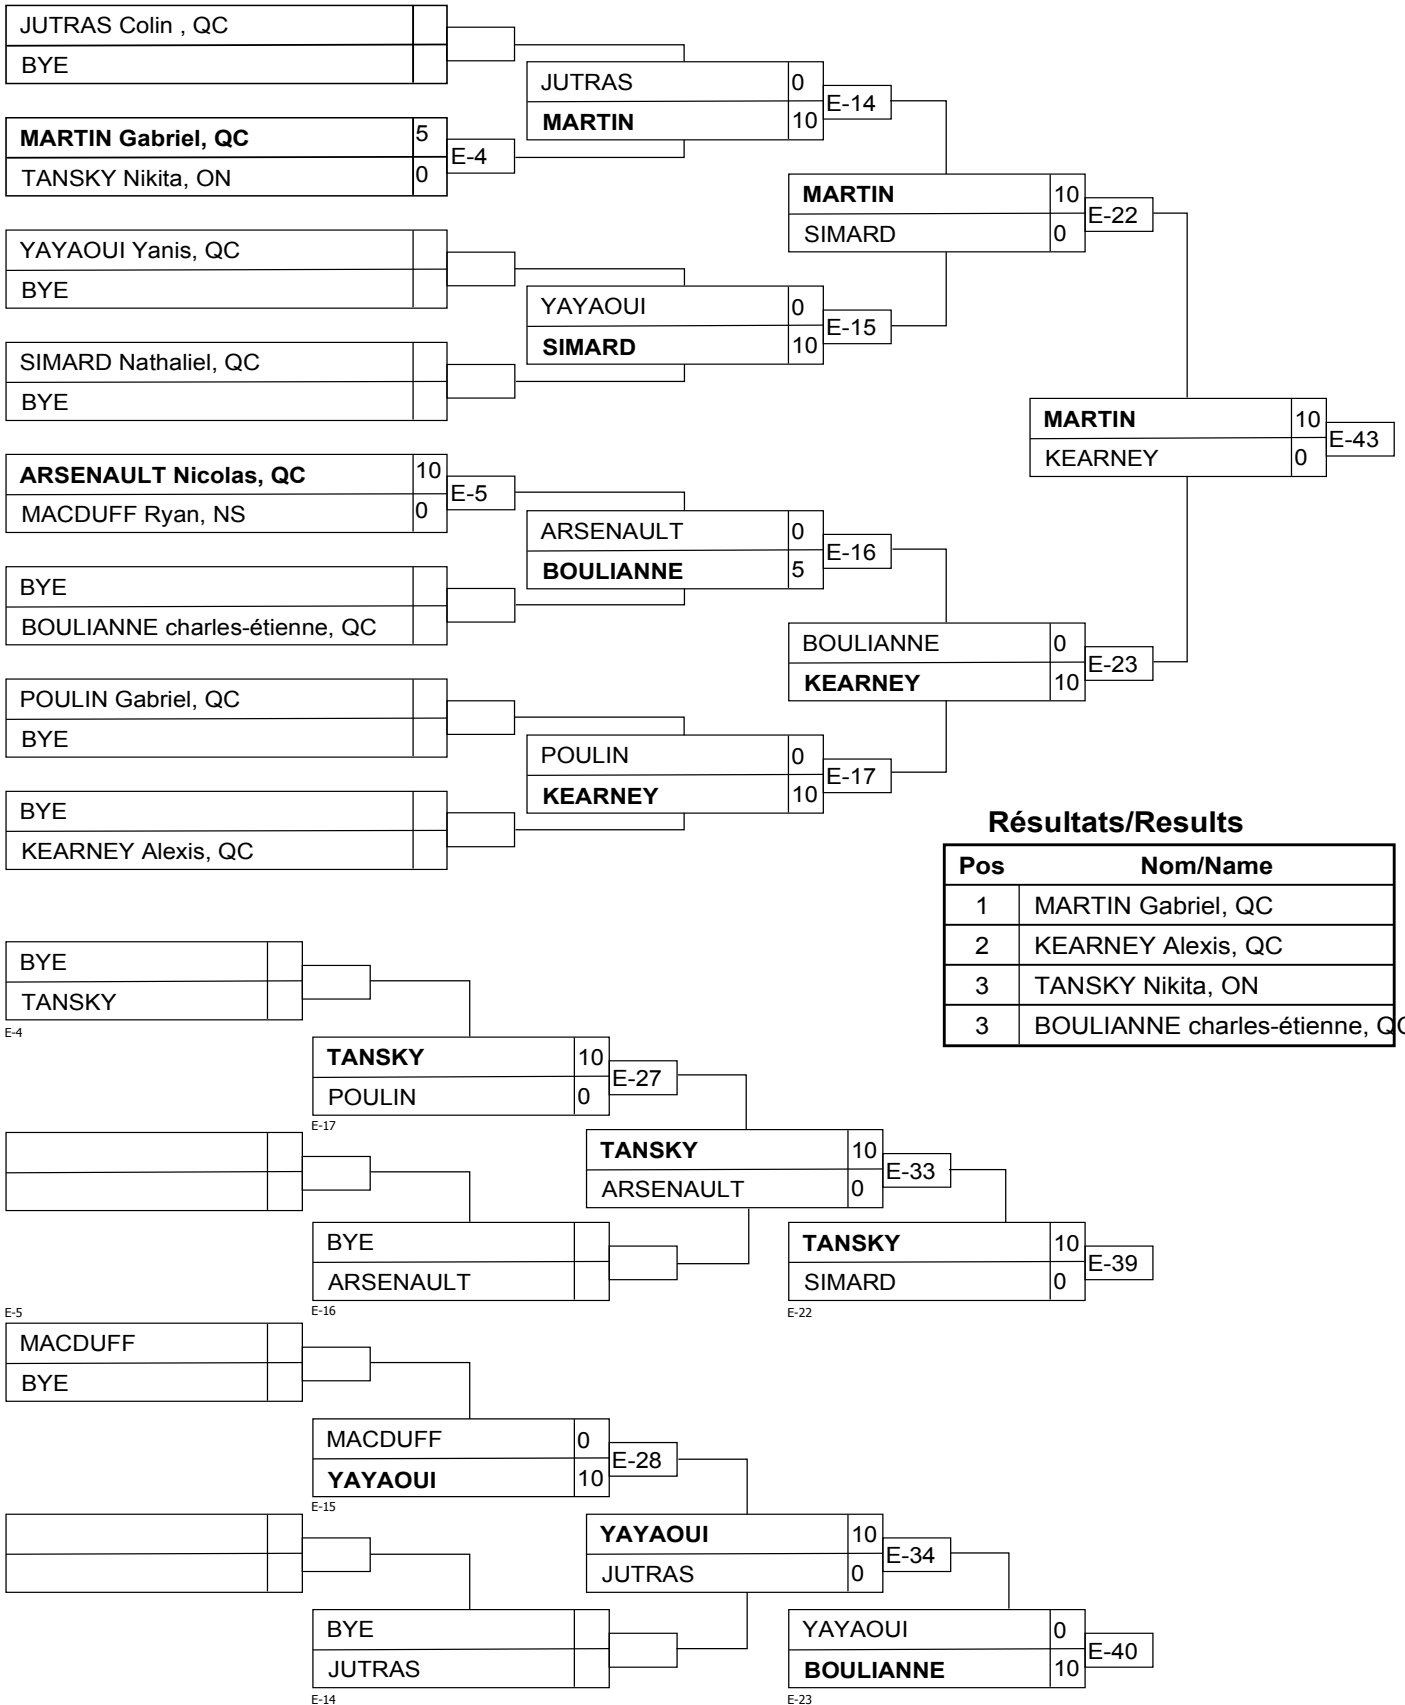 JUTRAS Colin , QC
BYE
MARTIN Gabriel, QC 5
TANSKY Nikita, ON 0
E-4
YAYAOUI Yanis, QC
BYE
SIMARD Nathaliel, QC
BYE
ARSENAULT Nicolas, QC 10
MACDUFF Ryan, NS 0
E-5
BYE
BOULIANNE charles-étienne, QC
POULIN Gabriel, QC
BYE
BYE
KEARNEY Alexis, QC
JUTRAS 0
MARTIN 10
E-14
YAYAOUI 0
SIMARD 10
E-15
ARSENAULT 0
BOULIANNE 5
E-16
POULIN 0
KEARNEY 10
E-17
MARTIN 10
SIMARD 0
E-22
BOULIANNE 0
KEARNEY 10
E-23
MARTIN 10
KEARNEY 0
E-43
Résultats/Results
Pos Nom/Name
1 MARTIN Gabriel, QC
2 KEARNEY Alexis, QC
3 TANSKY Nikita, ON
3 BOULIANNE charles-étienne, QC
BYE
TANSKY
E-4
TANSKY 10
POULIN 0
E-27
E-17
BYE
ARSENAULT
E-16
TANSKY 10
ARSENAULT 0
E-33
TANSKY 10
SIMARD 0
E-39
E-22
E-5
MACDUFF
BYE
MACDUFF 0
YAYAOUI 10
E-28
E-15
BYE
JUTRAS
E-14
YAYAOUI 10
JUTRAS 0
E-34
YAYAOUI 0
BOULIANNE 10
E-40
E-23